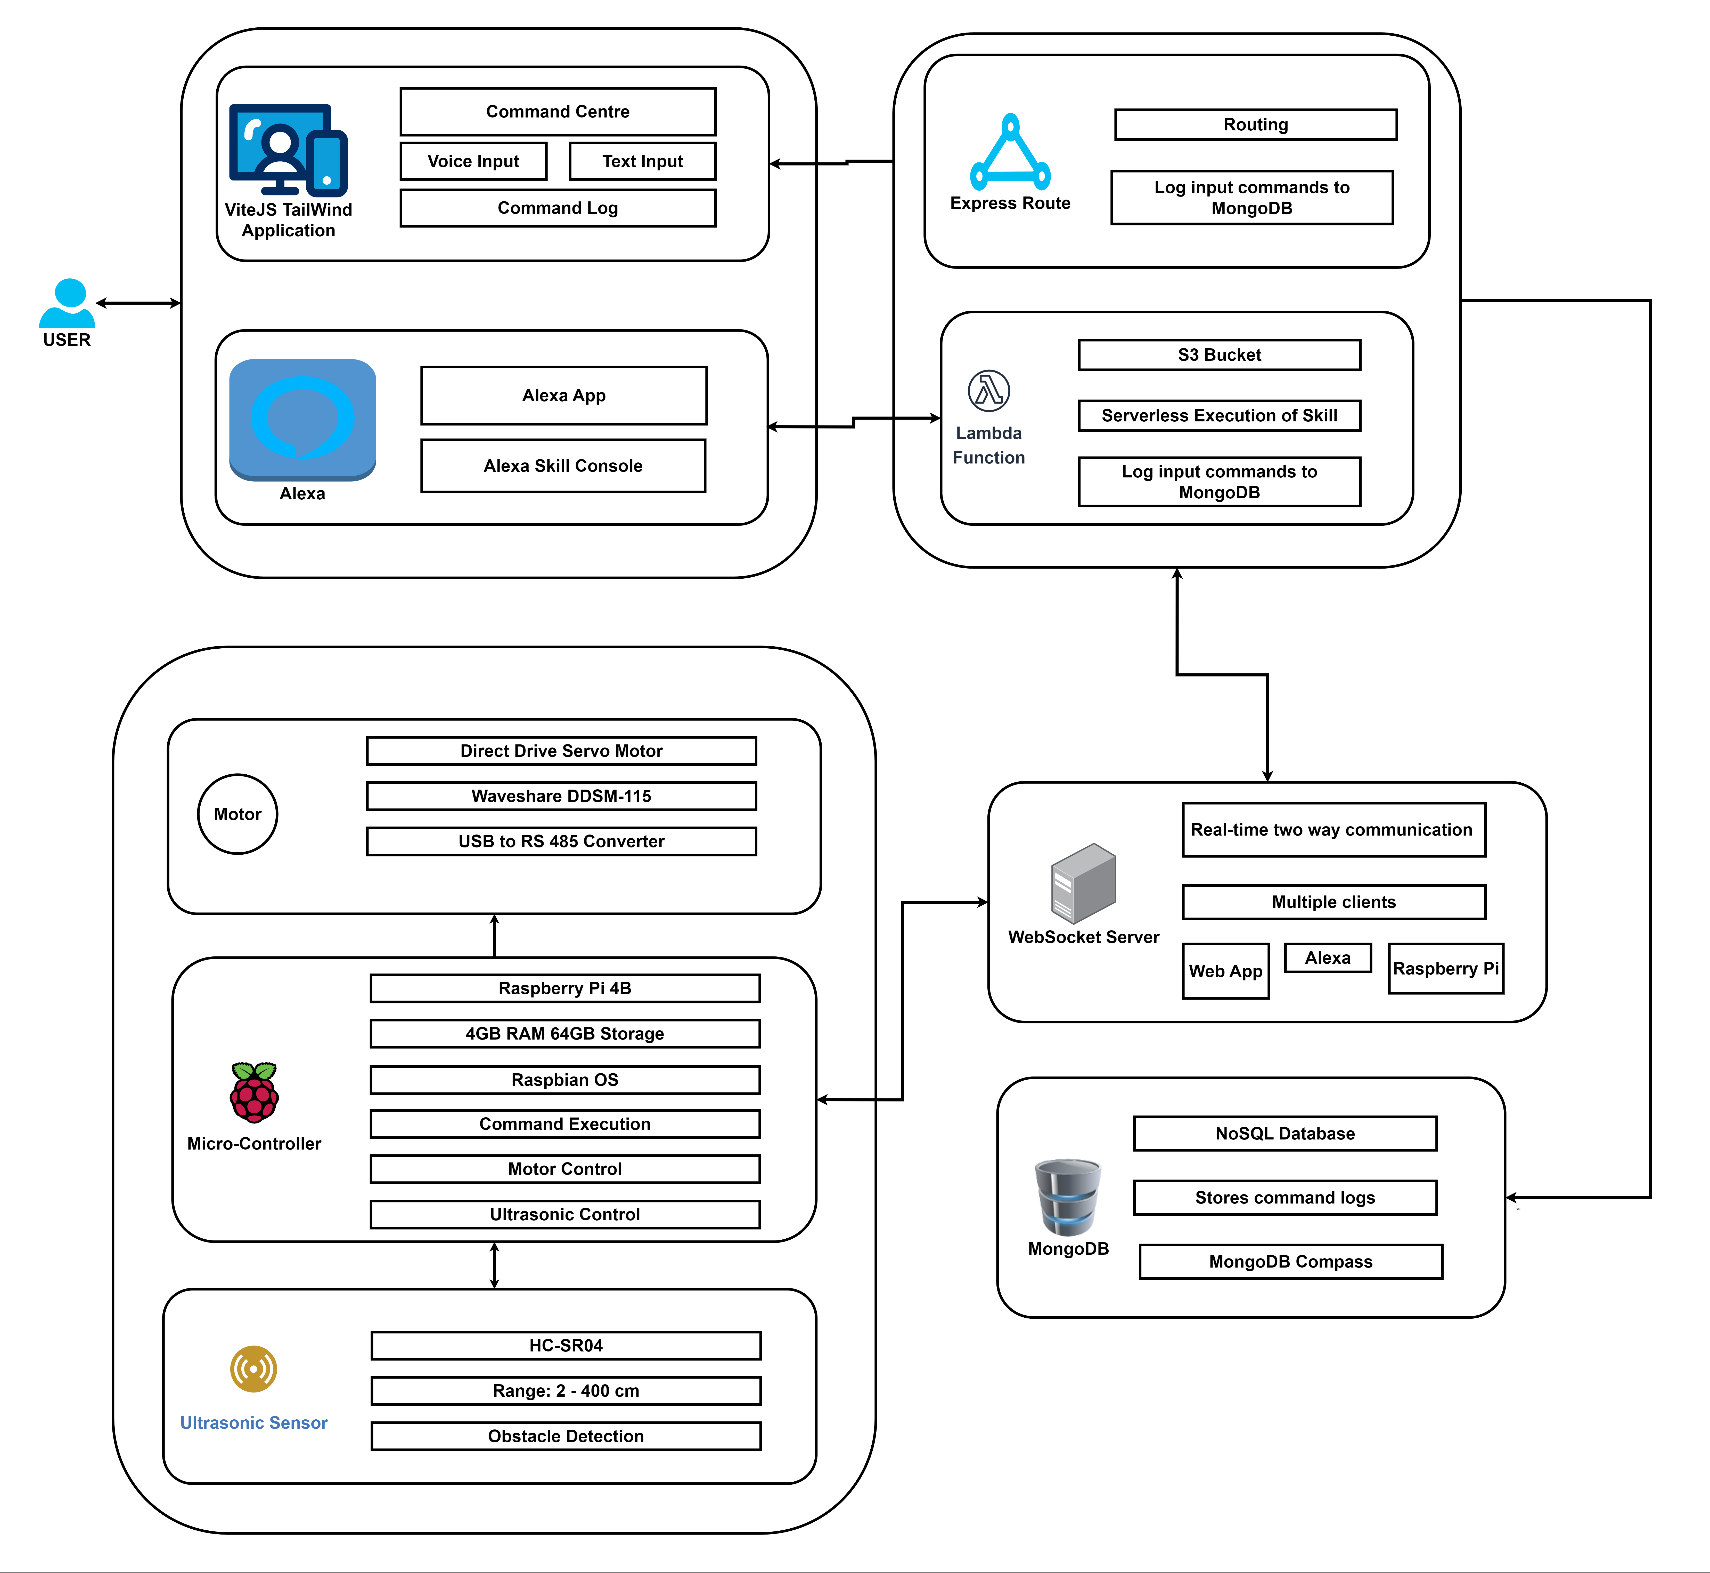 Command Centre
Voice Input
Text Input
Command Log
ViteJS TailWind
Application
USER
Alexa App
Alexa Skill Console
Alexa
Routing
Log input commands to
MongoDB
Express Route
S3 Bucket
Serverless Execution of Skill
Log input commands to
MongoDB
Lambda
Function
Direct Drive Servo Motor
Waveshare DDSM-115
USB to RS 485 Converter
Motor
Raspberry Pi 4B
4GB RAM 64GB Storage
Raspbian OS
Command Execution
Motor Control
Ultrasonic Control
Micro-Controller
HC-SR04
Range: 2 - 400 cm
Obstacle Detection
Ultrasonic Sensor
Real-time two way communication
Multiple clients
Web App
Alexa
Raspberry Pi
WebSocket Server
NoSQL Database
Stores command logs
MongoDB Compass
MongoDB